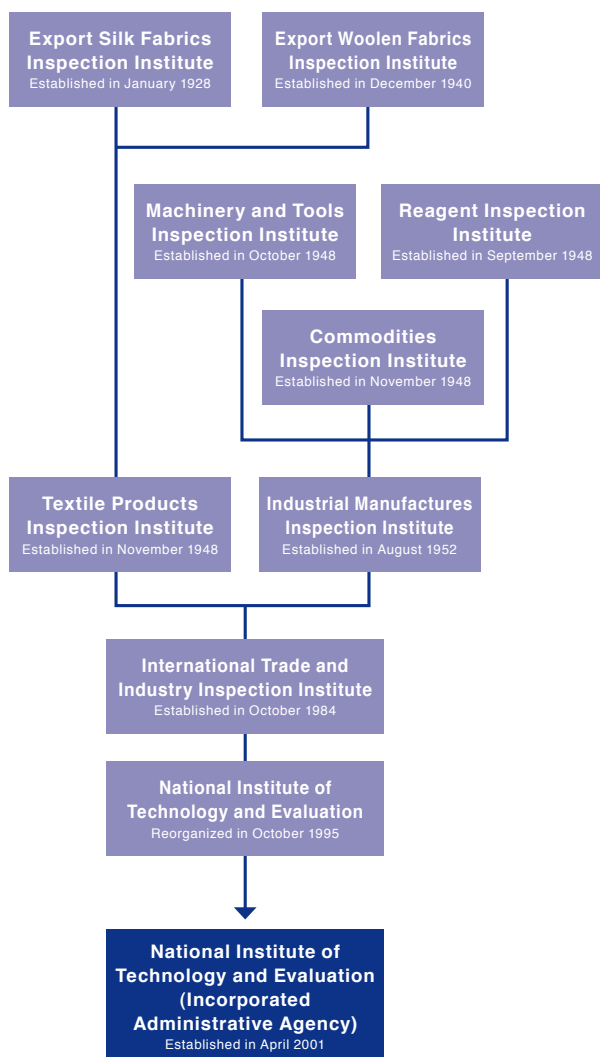 Export Silk Fabrics
Inspection Institute
Established in January 1928
Export Woolen Fabrics
Inspection Institute
Established in December 1940
Machinery and Tools
Inspection Institute
Established in October 1948
Reagent Inspection
Institute
Established in September 1948
Commodities
Inspection Institute
Established in November 1948
Textile Products
Inspection Institute
Established in November 1948
Industrial Manufactures
Inspection Institute
Established in August 1952
International Trade and
Industry Inspection Institute
Established in October 1984
National Institute of
Technology and Evaluation
Reorganized in October 1995
National Institute of
Technology and Evaluation
(Incorporated
Administrative Agency)
Established in April 2001